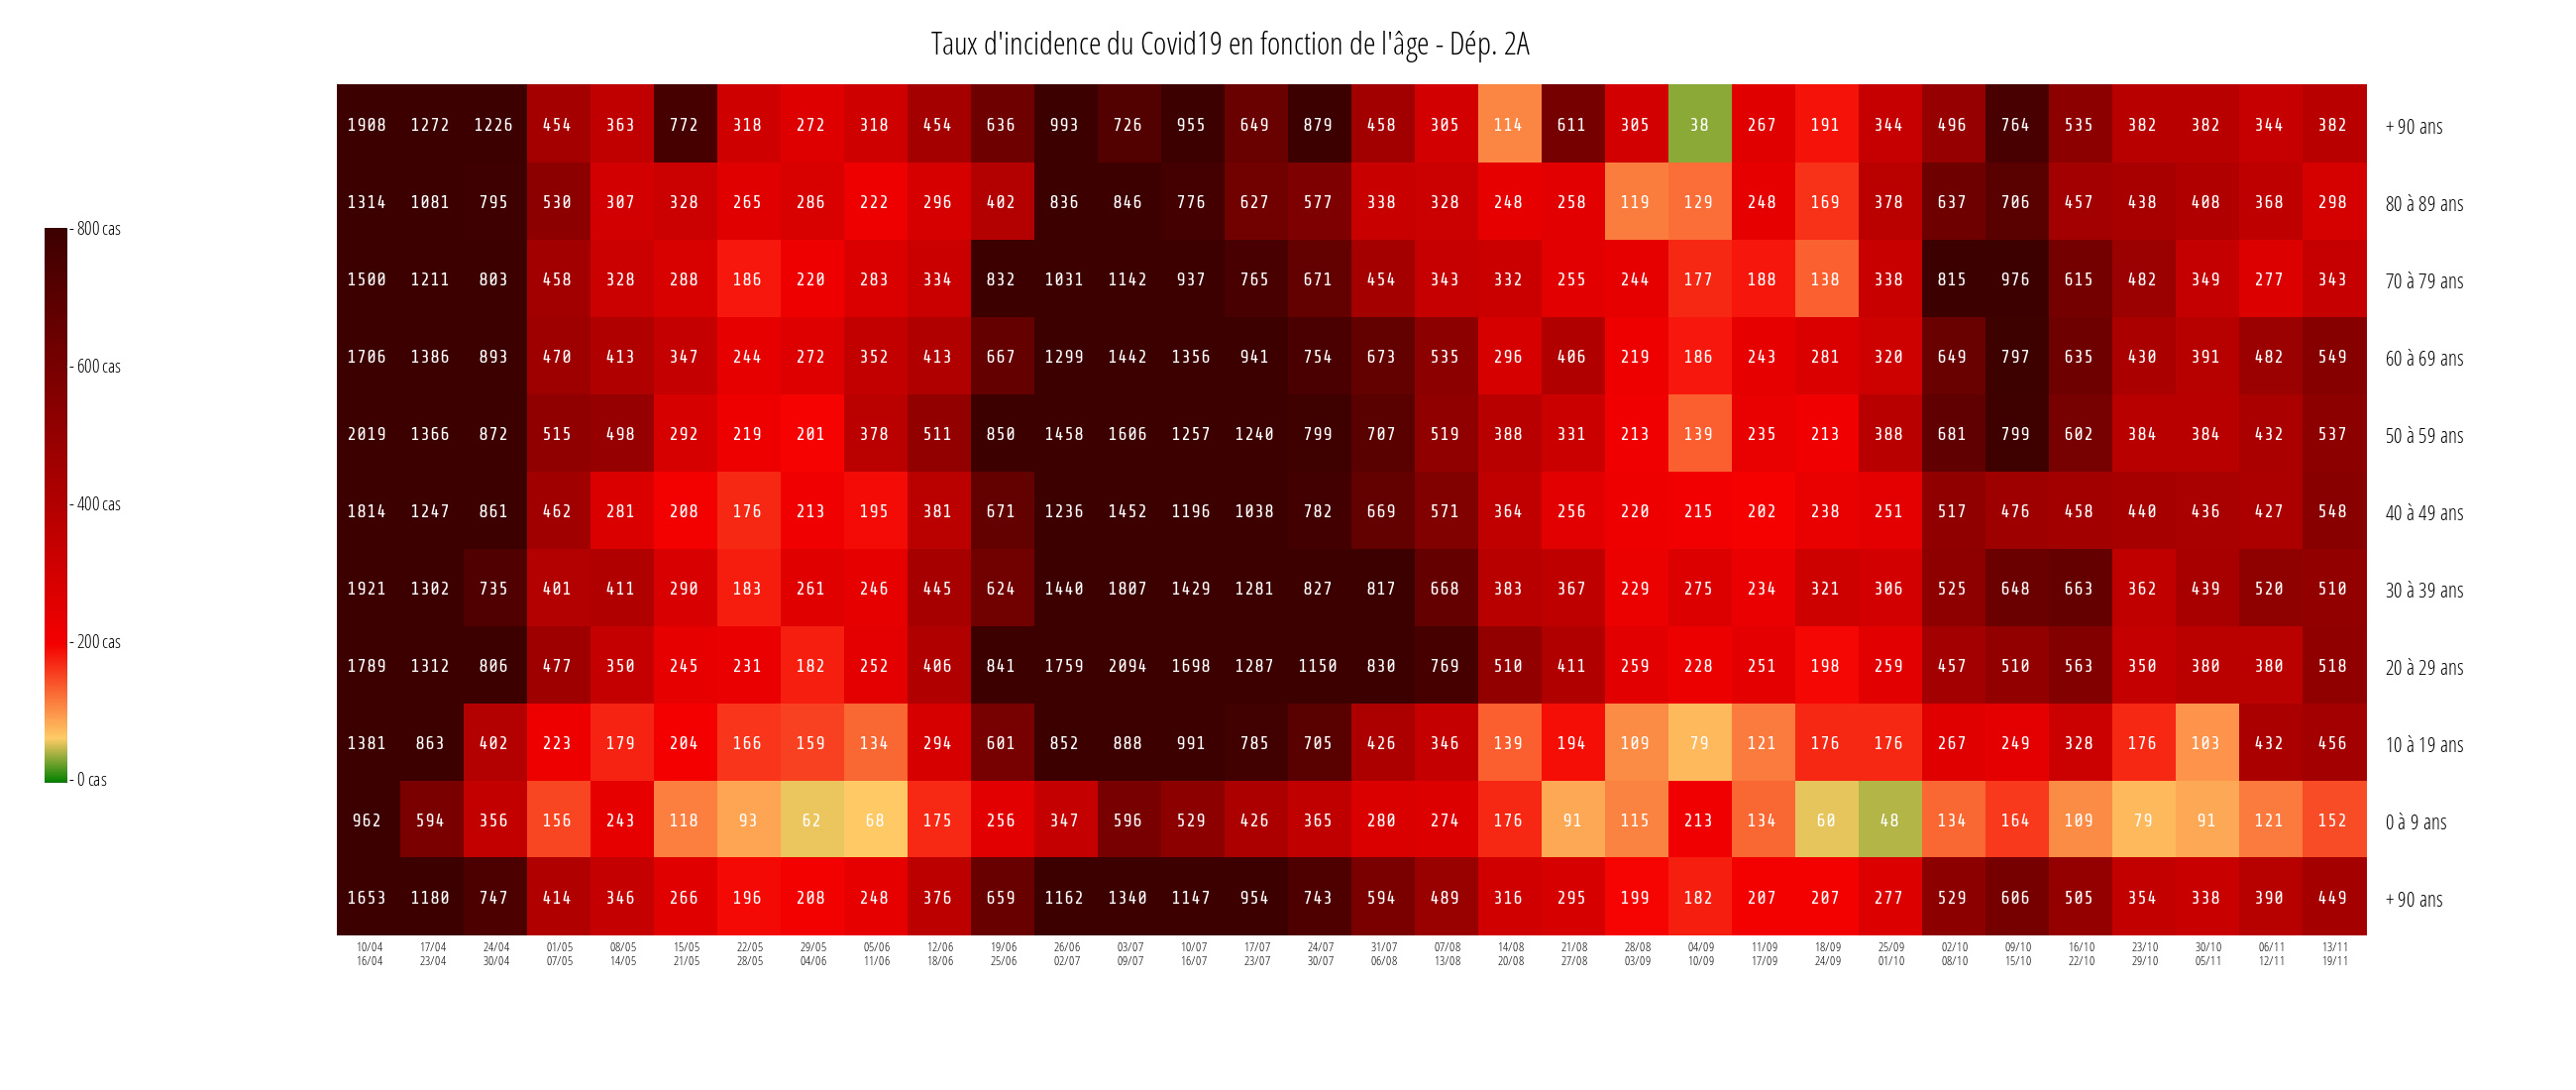 Taux d'incidence du Covid19 en fonction de l'âge - Dép. 2A
1908 1272 1226 454 363 772 318 272 318 454 636 993 726 955 649 879 458 305 114 611 305 38 267 191 344 496 764 535 382 382 344 382 + 90 ans
1314 1081 795 530 307 328 265 286 222 296 402 836 846 776 627 577 338 328 248 258 119 129 248 169 378 637 706 457 438 408 368 298 80 à 89 ans
- 800 cas
1500 1211 803 458 328 288 186 220 283 334 832 1031 1142 937 765 671 454 343 332 255 244 177 188 138 338 815 976 615 482 349 277 343 70 à 79 ans
1706 1386 893 470 413 347 244 272 352 413 667 1299 1442 1356 941 754 673 535 296 406 219 186 243 281 320 649 797 635 430 391 482 549 60 à 69 ans
- 600 cas
2019 1366 872 515 498 292 219 201 378 511 850 1458 1606 1257 1240 799 707 519 388 331 213 139 235 213 388 681 799 602 384 384 432 537 50 à 59 ans
- 400 cas
1814 1247 861 462 281 208 176 213 195 381 671 1236 1452 1196 1038 782 669 571 364 256 220 215 202 238 251 517 476 458 440 436 427 548 40 à 49 ans
1921 1302 735 401 411 290 183 261 246 445 624 1440 1807 1429 1281 827 817 668 383 367 229 275 234 321 306 525 648 663 362 439 520 510 30 à 39 ans
- 200 cas
1789 1312 806 477 350 245 231 182 252 406 841 1759 2094 1698 1287 1150 830 769 510 411 259 228 251 198 259 457 510 563 350 380 380 518 20 à 29 ans
1381 863 402 223 179 204 166 159 134 294 601 852 888 991 785 705 426 346 139 194 109 79 121 176 176 267 249 328 176 103 432 456 10 à 19 ans
- 0 cas
962 594 356 156 243 118 93 62 68 175 256 347 596 529 426 365 280 274 176 91 115 213 134 60 48 134 164 109 79 91 121 152 0 à 9 ans
1653 1180 747 414 346 266 196 208 248 376 659 1162 1340 1147 954 743 594 489 316 295 199 182 207 207 277 529 606 505 354 338 390 449 + 90 ans
10/04 17/04 24/04 01/05 08/05 15/05 22/05 29/05 05/06 12/06 19/06 26/06 03/07 10/07 17/07 24/07 31/07 07/08 14/08 21/08 28/08 04/09 11/09 18/09 25/09 02/10 09/10 16/10 23/10 30/10 06/11 13/11
16/04 23/04 30/04 07/05 14/05 21/05 28/05 04/06 11/06 18/06 25/06 02/07 09/07 16/07 23/07 30/07 06/08 13/08 20/08 27/08 03/09 10/09 17/09 24/09 01/10 08/10 15/10 22/10 29/10 05/11 12/11 19/11